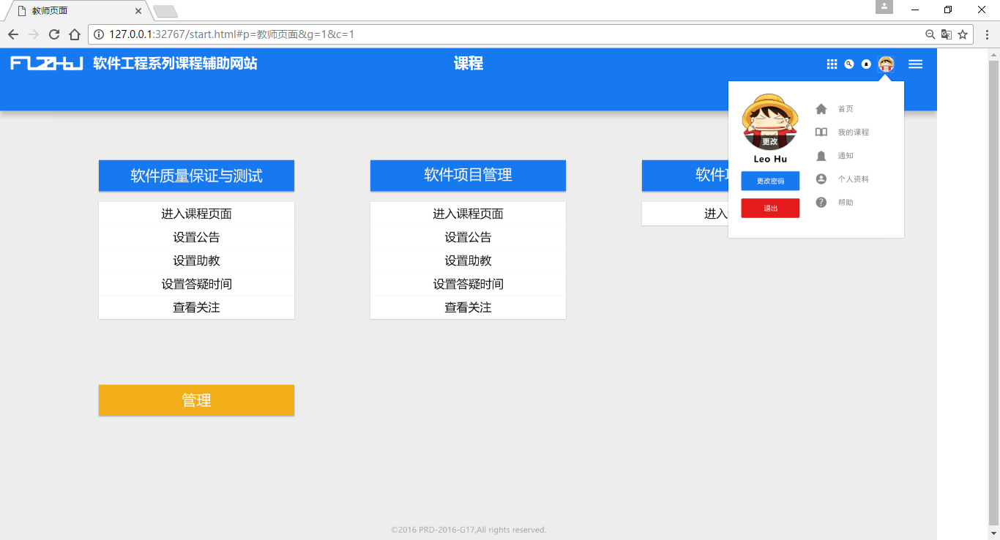 教师页面
127.0.0.1:32767/start.html#p=教师页面&g=1&c=1
软件工程系列课程辅助网站
课程
更改
Leo Hu
更改密码
退出
首页
我的课程
通知
个人资料
帮助
软件质量保证与测试
进入课程页面
设置公告
设置助教
设置答疑时间
查看关注
软件项目管理
进入课程页面
设置公告
设置助教
设置答疑时间
查看关注
软件
进入
管理
©2016 PRD-2016-G17,All rights reserved.